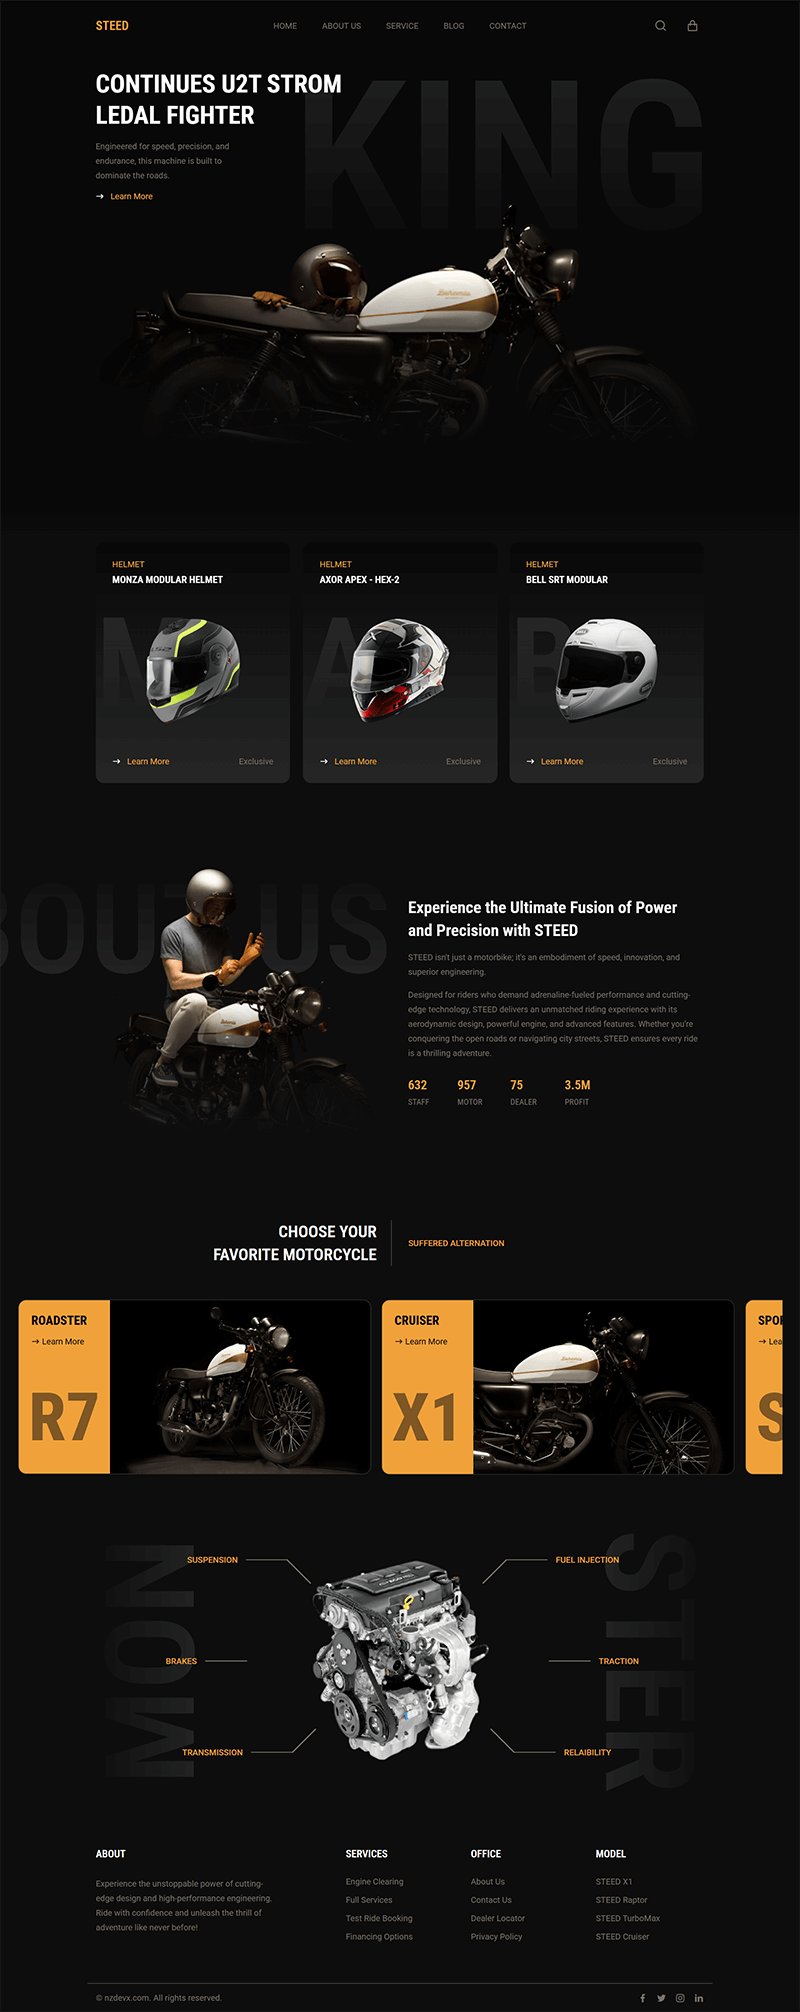 STEED
HOME ABOUT US SERVICE BLOG CONTACT
KING
CONTINUES U2T STROM
LEDAL FIGHTER
Engineered for speed, precision, and
endurance, this machine is built to
dominate the roads.
→ Learn More
HELMET
MONZA MODULAR HELMET
M
→ Learn More Exclusive
HELMET
AXOR APEX - HEX-2
A
→ Learn More Exclusive
HELMET
BELL SRT MODULAR
B
→ Learn More Exclusive
BOUT US
Experience the Ultimate Fusion of Power
and Precision with STEED
STEED isn't just a motorbike; it's an embodiment of speed, innovation, and
superior engineering.
Designed for riders who demand adrenaline-fueled performance and cutting-
edge technology, STEED delivers an unmatched riding experience with its
aerodynamic design, powerful engine, and advanced features. Whether you're
conquering the open roads or navigating city streets, STEED ensures every ride
is a thrilling adventure.
632 957 75 3.5M
STAFF MOTOR DEALER PROFIT
CHOOSE YOUR
FAVORITE MOTORCYCLE
SUFFERED ALTERNATION
ROADSTER
→ Learn More
R7
CRUISER
→ Learn More
X1
SPO
→ Lea
S
MON
STER
SUSPENSION
FUEL INJECTION
BRAKES
TRACTION
TRANSMISSION
RELAIBILITY
ABOUT
Experience the unstoppable power of cutting-
edge design and high-performance engineering.
Ride with confidence and unleash the thrill of
adventure like never before!
SERVICES
Engine Clearing
Full Services
Test Ride Booking
Financing Options
OFFICE
About Us
Contact Us
Dealer Locator
Privacy Policy
MODEL
STEED X1
STEED Raptor
STEED TurboMax
STEED Cruiser
© nzdevx.com. All rights reserved.